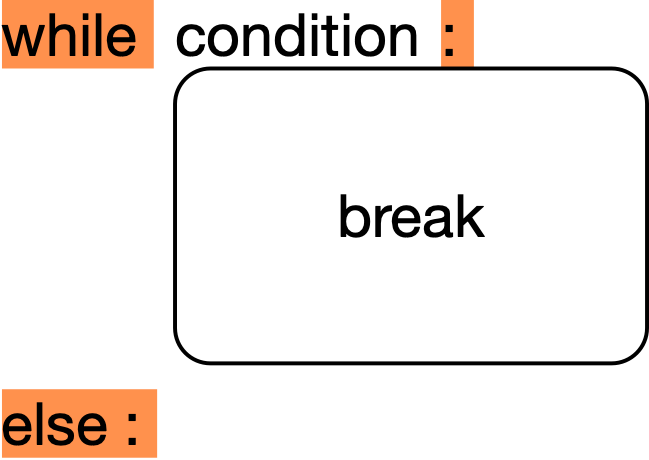 while condition :
break
else :